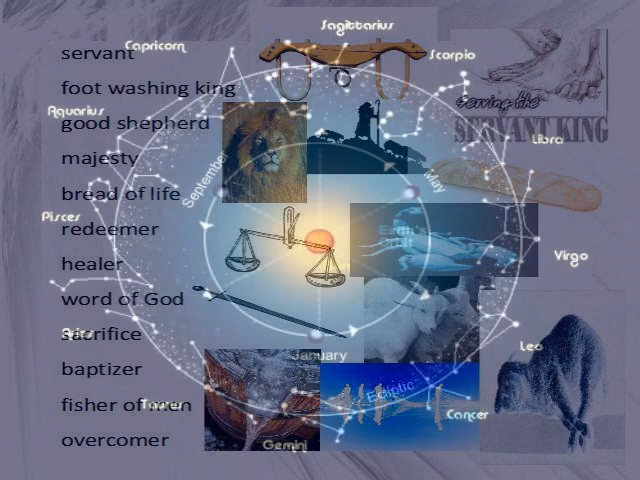 servant
foot washing king
good shepherd
majesty
bread of life
redeemer
healer
word of God
sacrifice
baptizer
fisher of men
overcomer
Sagittarius
Capricorn
Scorpio
Aquarius
Serving the
SERVANT KING
Libra
September
May
Pisces
Earth's
Orbit
Virgo
January
Leo
Ecliptic
Cancer
Gemini